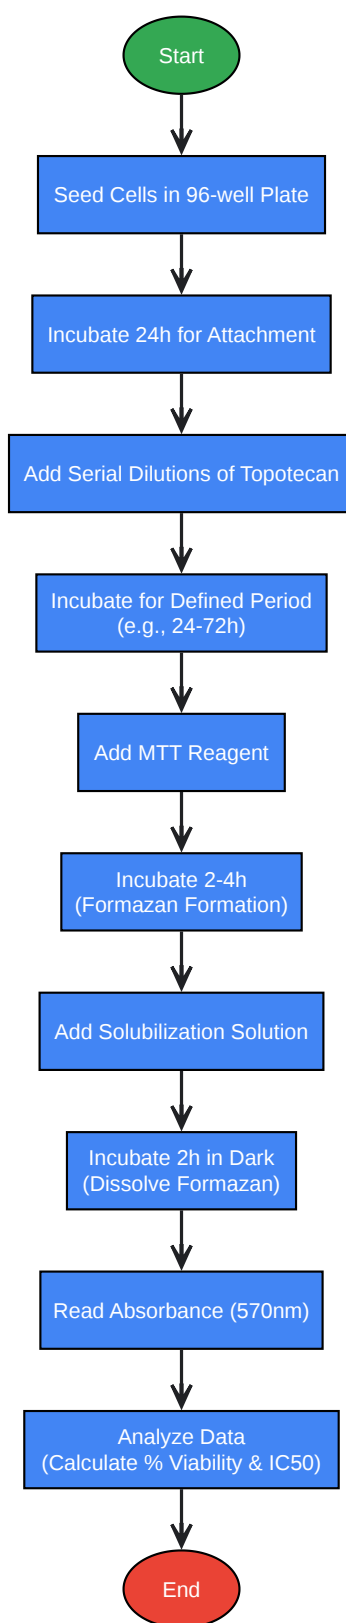 Start
Seed Cells in 96-well Plate
Incubate 24h for Attachment
Add Serial Dilutions of Topotecan
Incubate for Defined Period
(e.g., 24-72h)
Add MTT Reagent
Incubate 2-4h
(Formazan Formation)
Add Solubilization Solution
Incubate 2h in Dark
(Dissolve Formazan)
Read Absorbance (570nm)
Analyze Data
(Calculate % Viability & IC50)
End